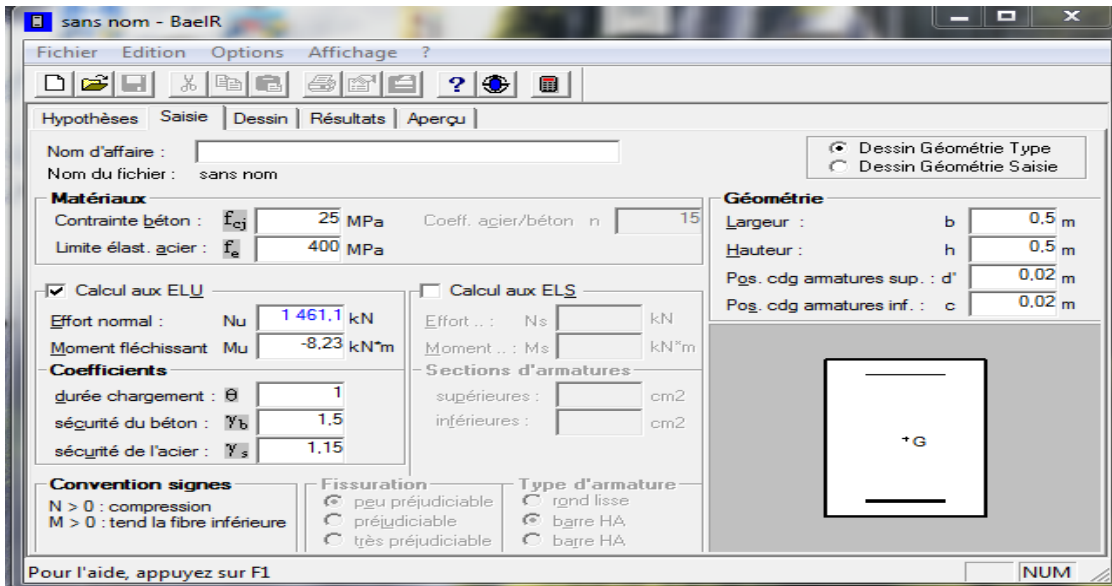 sans nom - BaelR
Fichier Edition Options Affichage ?
Hypothèses Saisie Dessin Résultats Aperçu
Nom d'affaire :
Nom du fichier : sans nom
Dessin Géométrie Type
Dessin Géométrie Saisie
Matériaux
Contrainte béton : fcj 25 MPa Coeff. acier/béton n 15
Limite élast. acier : fe 400 MPa
Géométrie
Largeur : b 0,5 m
Hauteur : h 0,5 m
Pos. cdg armatures sup. : d' 0,02 m
Pos. cdg armatures inf. : c 0,02 m
Calcul aux ELU
Effort normal : Nu 1 461,1 kN
Moment fléchissant Mu -8,23 kN*m
Calcul aux ELS
Effort .. : Ns kN
Moment .. : Ms kN*m
Coefficients
durée chargement : θ 1
sécurité du béton : γb 1,5
sécurité de l'acier : γs 1,15
Sections d'armatures
supérieures : cm2
inférieures : cm2
+G
Convention signes
N > 0 : compression
M > 0 : tend la fibre inférieure
Fissuration
peu préjudiciable
préjudiciable
très préjudiciable
Type d'armature
rond lisse
barre HA
barre HA
Pour l'aide, appuyez sur F1 NUM